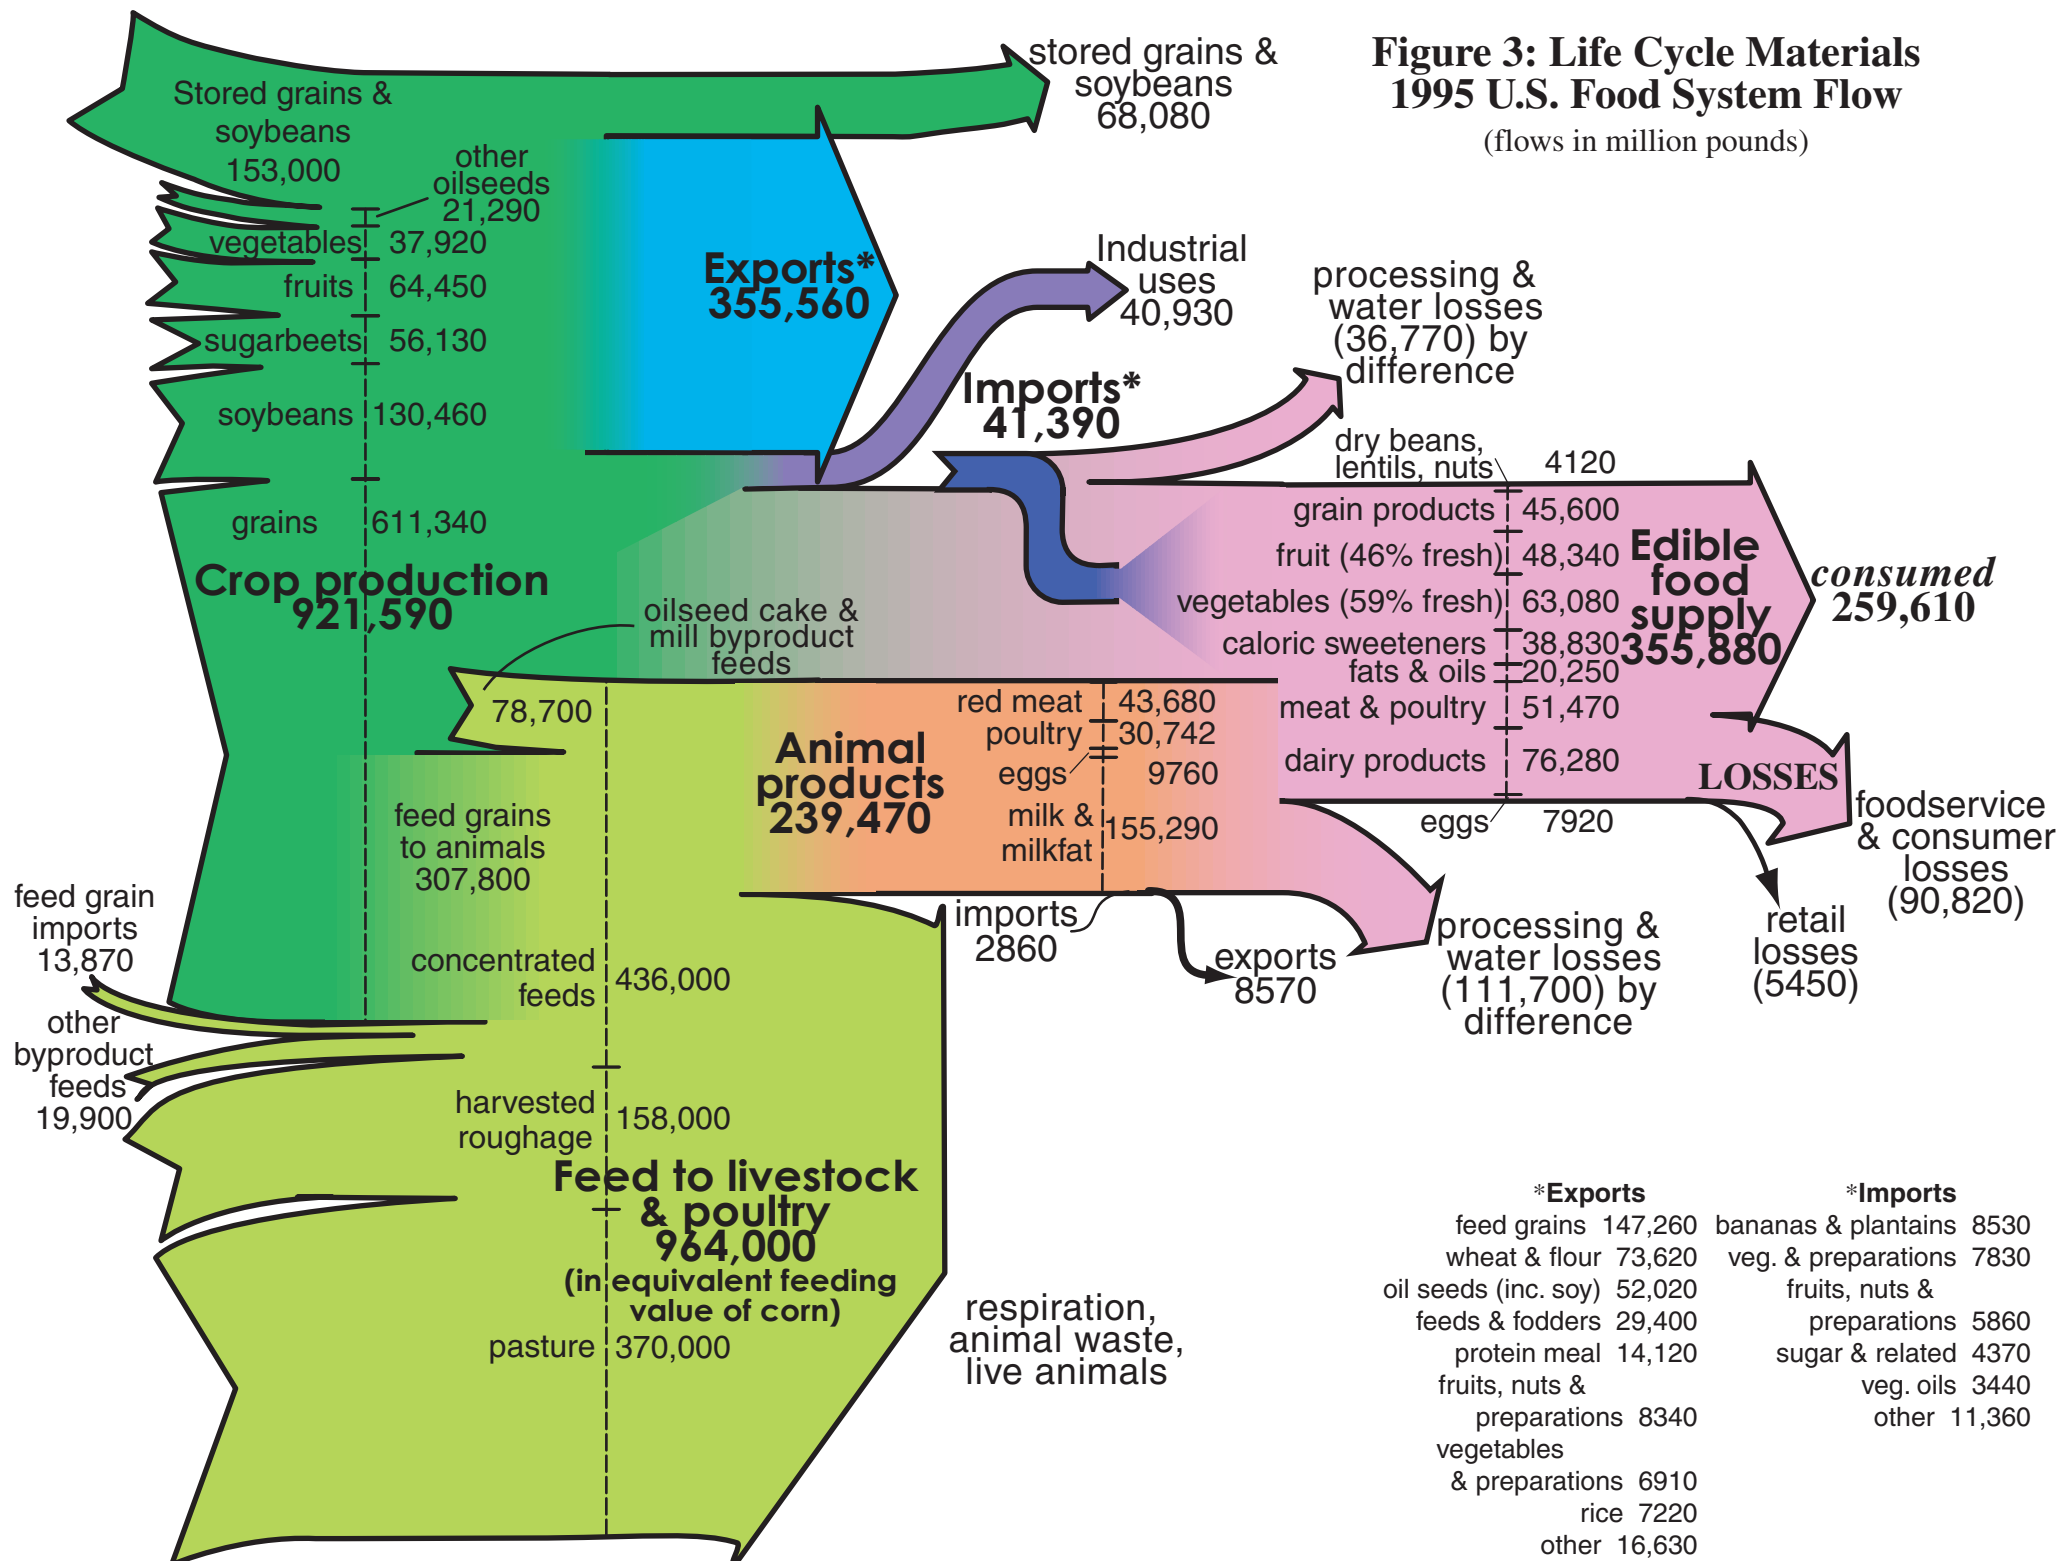 Figure 3: Life Cycle Materials
1995 U.S. Food System Flow
(flows in million pounds)
stored grains &
soybeans
68,080
Stored grains &
soybeans
153,000
other
oilseeds
21,290
vegetables 37,920
fruits 64,450
sugarbeets 56,130
soybeans 130,460
grains 611,340
Crop production
921,590
Exports*
355,560
Industrial
uses
40,930
Imports*
41,390
processing &
water losses
(36,770) by
difference
dry beans,
lentils, nuts 4120
grain products 45,600
fruit (46% fresh) 48,340
vegetables (59% fresh) 63,080
caloric sweeteners 38,830
fats & oils 20,250
meat & poultry 51,470
dairy products 76,280
eggs 7920
Edible
food
supply
355,880
consumed
259,610
LOSSES
foodservice
& consumer
losses
(90,820)
retail
losses
(5450)
oilseed cake &
mill byproduct
feeds
78,700
Animal
products
239,470
red meat 43,680
poultry 30,742
eggs 9760
milk &
milkfat 155,290
imports
2860
exports
8570
processing &
water losses
(111,700) by
difference
feed grains
to animals
307,800
feed grain
imports
13,870
other
byproduct
feeds
19,900
concentrated
feeds 436,000
harvested
roughage 158,000
Feed to livestock
& poultry
964,000
(in equivalent feeding
value of corn)
pasture 370,000
respiration,
animal waste,
live animals
*Exports
feed grains 147,260
wheat & flour 73,620
oil seeds (inc. soy) 52,020
feeds & fodders 29,400
protein meal 14,120
fruits, nuts &
preparations 8340
vegetables
& preparations 6910
rice 7220
other 16,630
*Imports
bananas & plantains 8530
veg. & preparations 7830
fruits, nuts &
preparations 5860
sugar & related 4370
veg. oils 3440
other 11,360